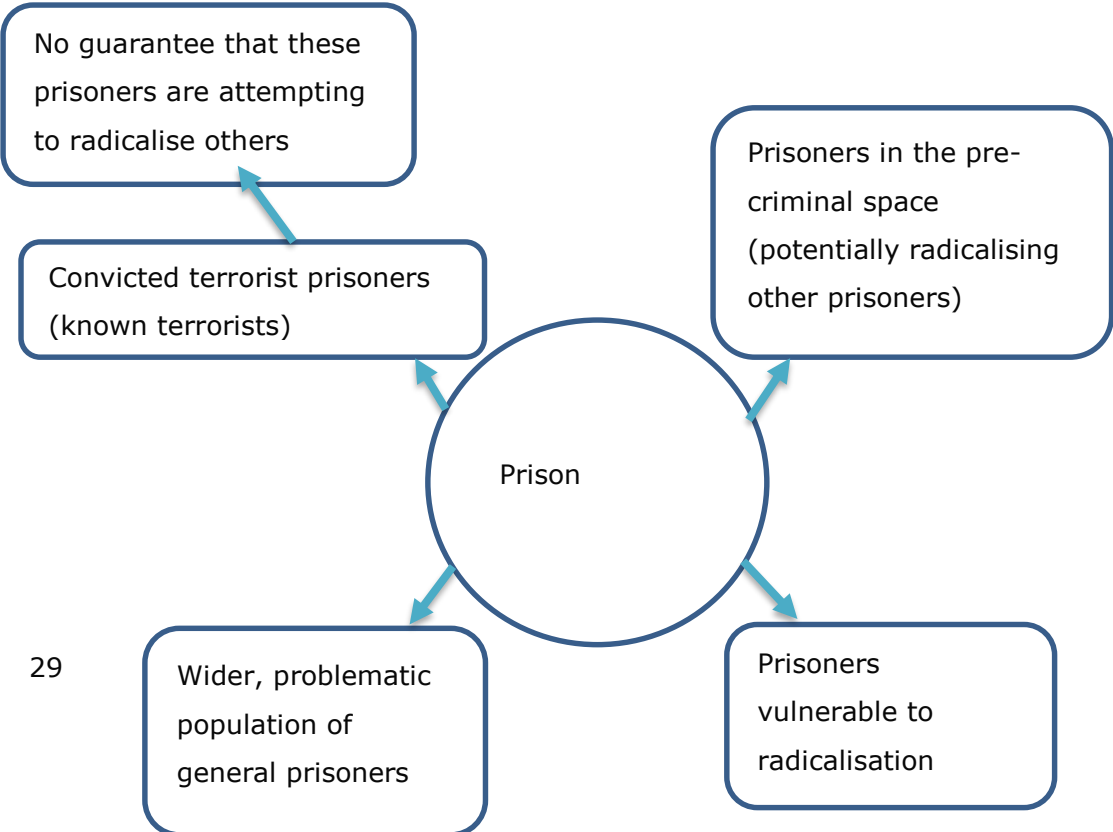 No guarantee that these
prisoners are attempting
to radicalise others
Prisoners in the pre-
criminal space
(potentially radicalising
other prisoners)
Convicted terrorist prisoners
(known terrorists)
Prison
29
Wider, problematic
population of
general prisoners
Prisoners
vulnerable to
radicalisation